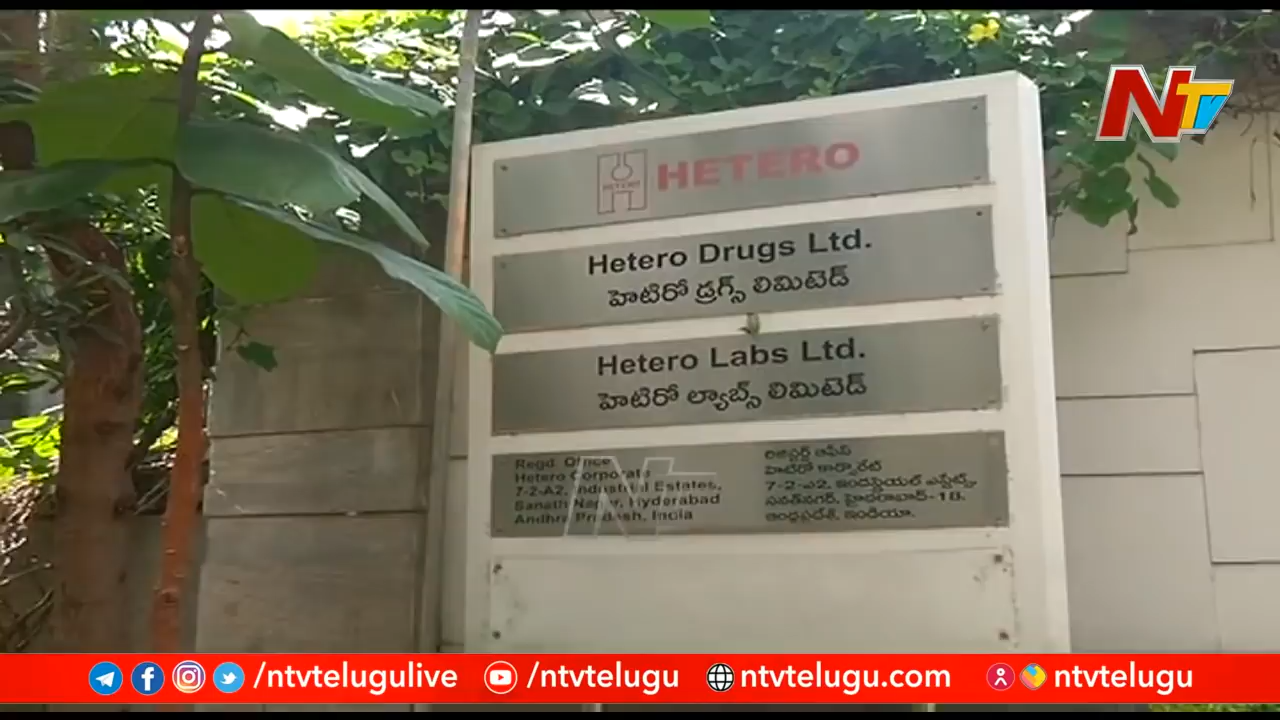 NTV
HETERO
HETERO
Hetero Drugs Ltd.
హెటిరో డ్రగ్స్ లిమిటెడ్
Hetero Labs Ltd.
హెటిరో ల్యాబ్స్ లిమిటెడ్
Regd. Office
Hetero Corporate
7-2-A2, Industrial Estates,
Sanath Nagar, Hyderabad
Andhra Pradesh, India
రిజిస్టర్డ్ ఆఫీస్
హెటిరో కార్పొరేట్
7-2-ఎ2, ఇండస్ట్రియల్ ఎస్టేట్స్,
సనత్‌నగర్, హైదరాబాద్-18.
ఆంధ్రప్రదేశ్, ఇండియా.
/ntvtelugulive /ntvtelugu ntvtelugu.com ntvtelugu